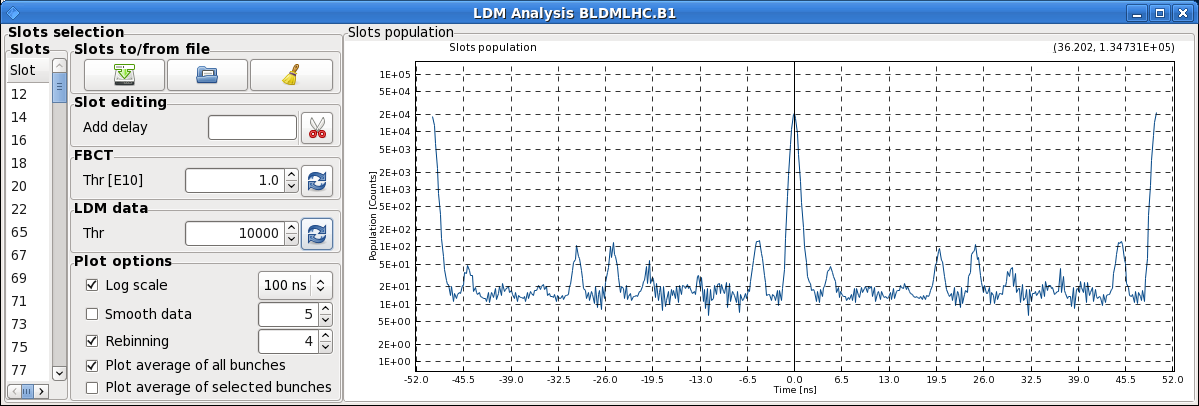 LDM Analysis BLDMLHC.B1
Slots selection
Slots
Slot
12
14
16
18
20
22
65
67
69
71
73
75
77
Slots to/from file
Slot editing
Add delay
FBCT
Thr [E10] 1.0
LDM data
Thr 10000
Plot options
Log scale 100 ns
Smooth data 5
Rebinning 4
Plot average of all bunches
Plot average of selected bunches
Slots population
Slots population (36.202, 1.34731E+05)
Population [Counts]
1E+05
5E+04
2E+04
1E+04
5E+03
2E+03
1E+03
5E+02
2E+02
1E+02
5E+01
2E+01
1E+01
5E+00
2E+00
1E+00
-52.0 -45.5 -39.0 -32.5 -26.0 -19.5 -13.0 -6.5 0.0 6.5 13.0 19.5 26.0 32.5 39.0 45.5 52.0
Time [ns]